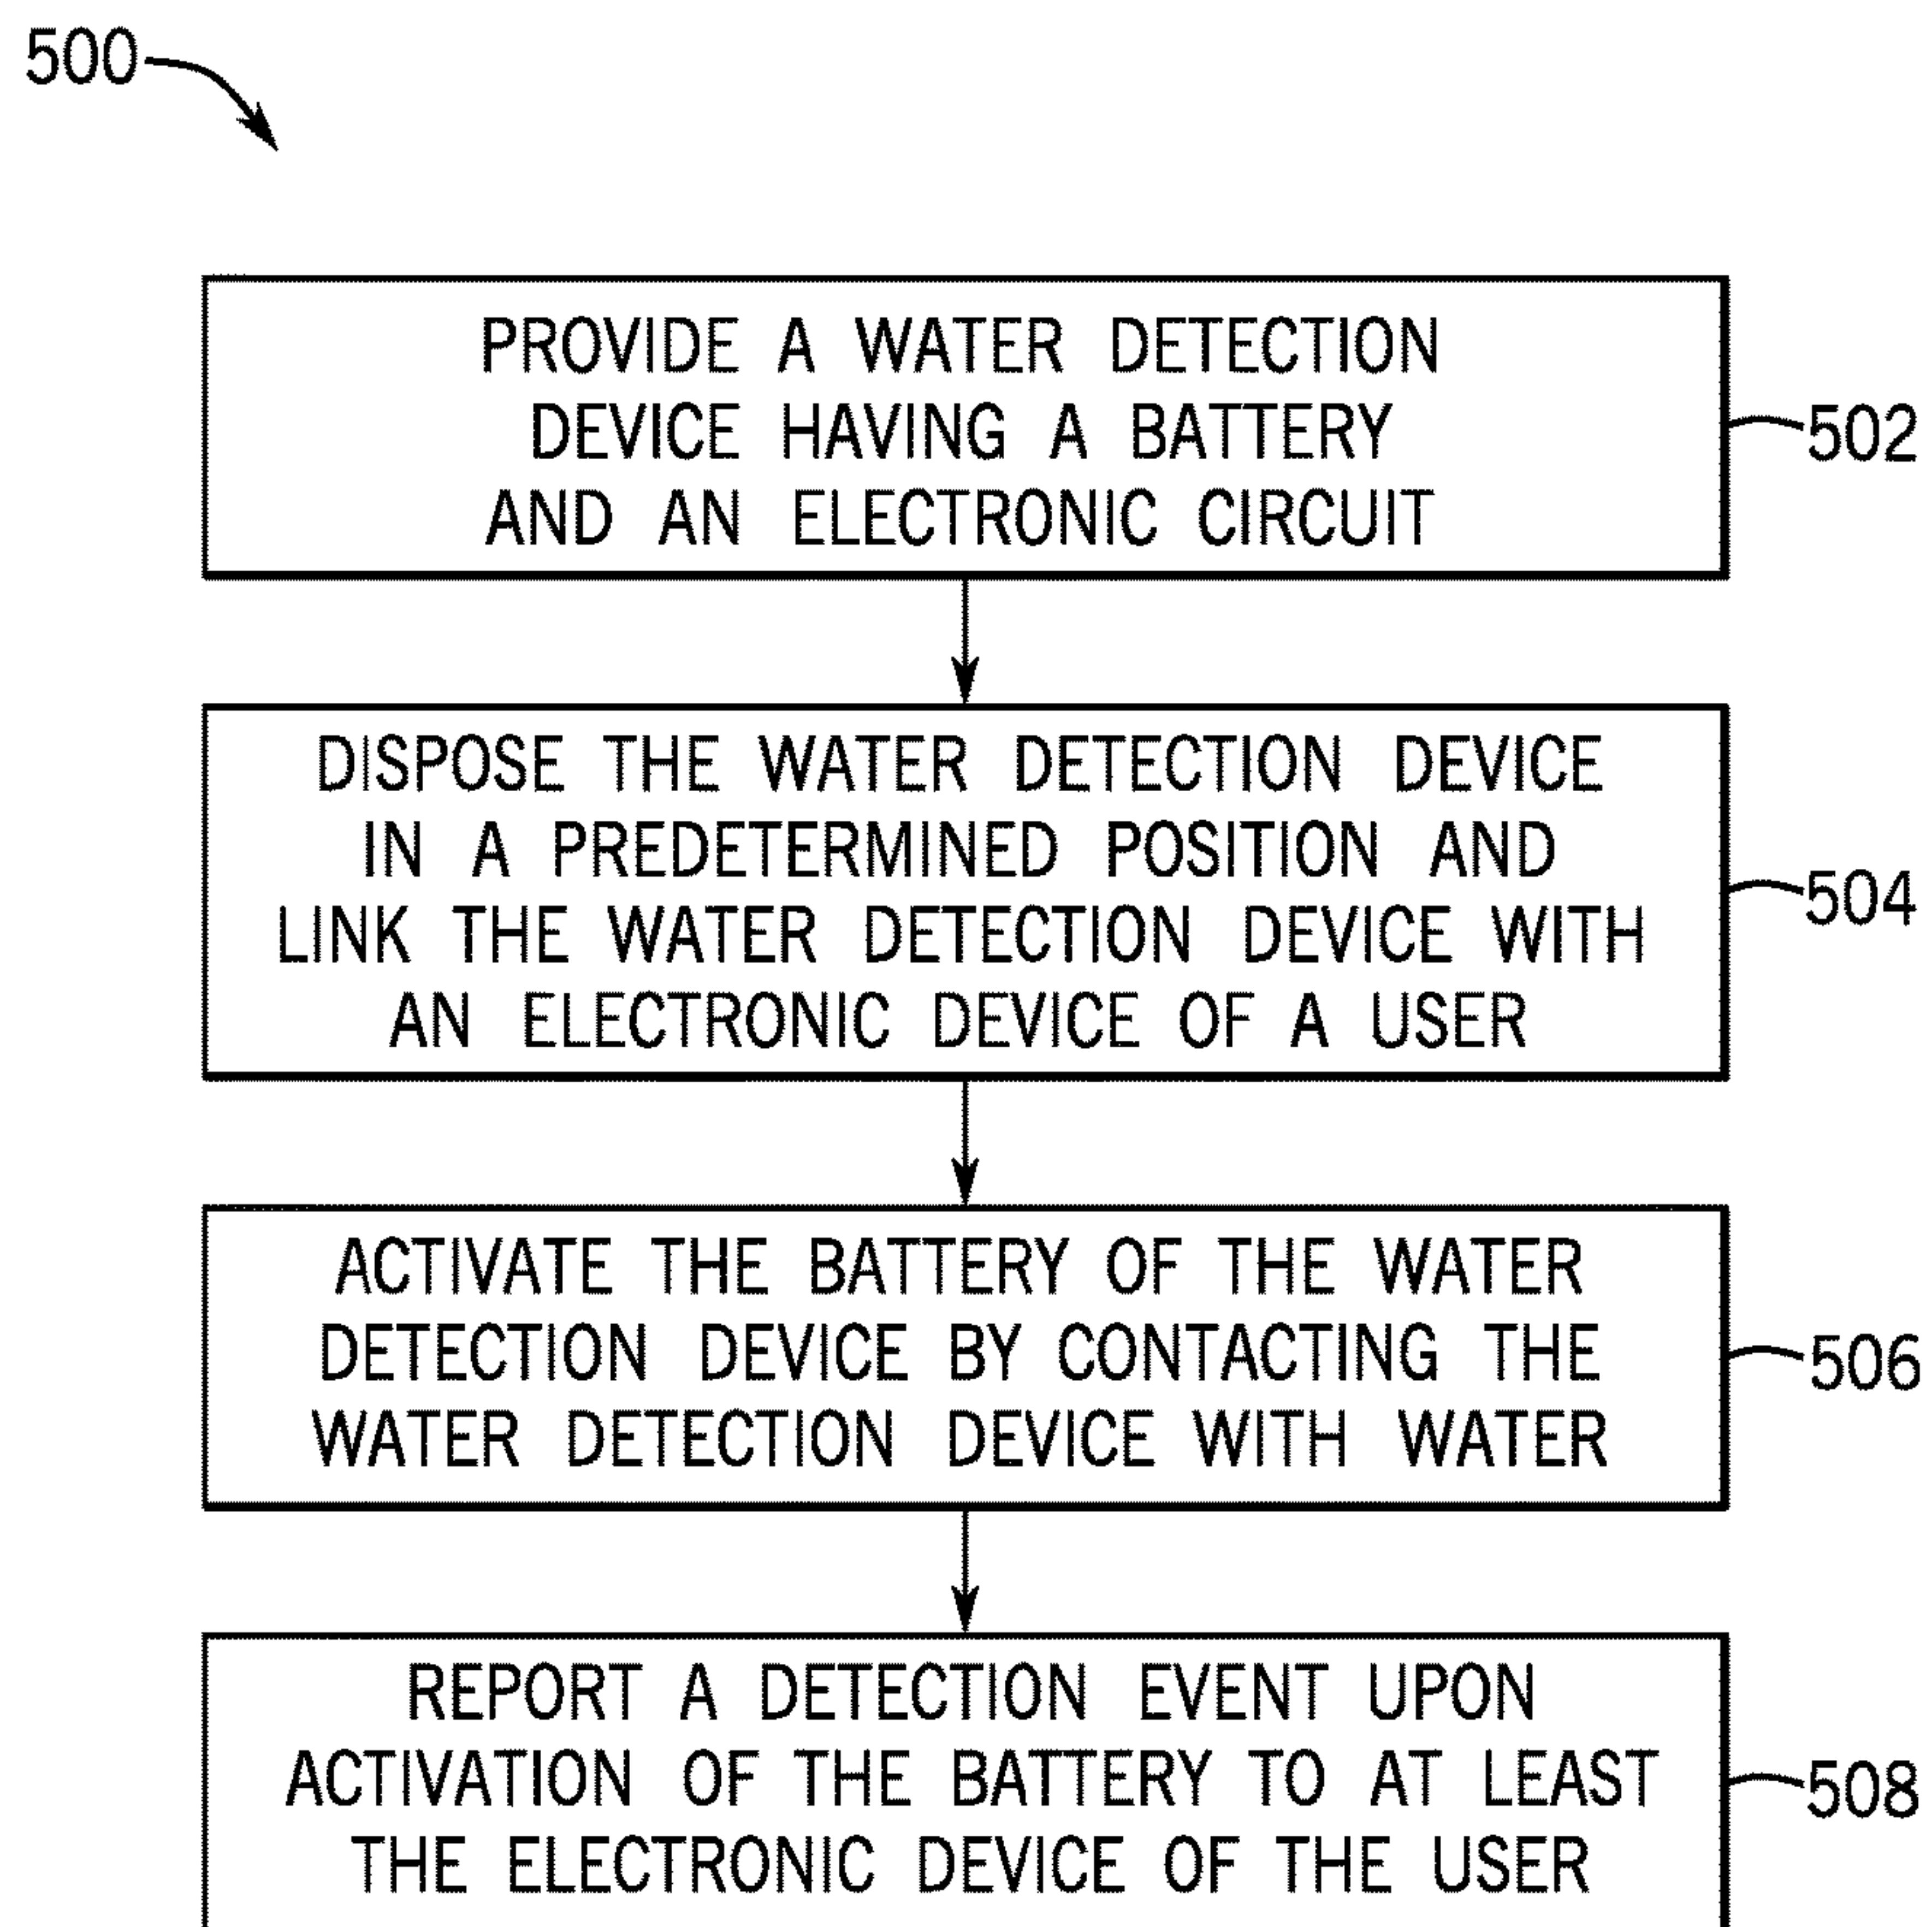 500
PROVIDE A WATER DETECTION
DEVICE HAVING A BATTERY
AND AN ELECTRONIC CIRCUIT
502
DISPOSE THE WATER DETECTION DEVICE
IN A PREDETERMINED POSITION AND
LINK THE WATER DETECTION DEVICE WITH
AN ELECTRONIC DEVICE OF A USER
504
ACTIVATE THE BATTERY OF THE WATER
DETECTION DEVICE BY CONTACTING THE
WATER DETECTION DEVICE WITH WATER
506
REPORT A DETECTION EVENT UPON
ACTIVATION OF THE BATTERY TO AT LEAST
THE ELECTRONIC DEVICE OF THE USER
508